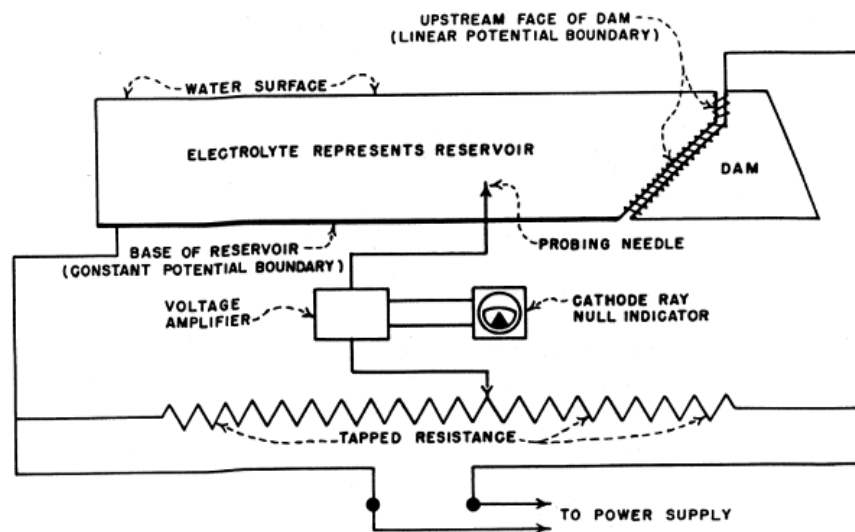 UPSTREAM FACE OF DAM
(LINEAR POTENTIAL BOUNDARY)
WATER SURFACE
ELECTROLYTE REPRESENTS RESERVOIR
DAM
BASE OF RESERVOIR
(CONSTANT POTENTIAL BOUNDARY)
PROBING NEEDLE
VOLTAGE
AMPLIFIER
CATHODE RAY
NULL INDICATOR
TAPPED RESISTANCE
TO POWER SUPPLY